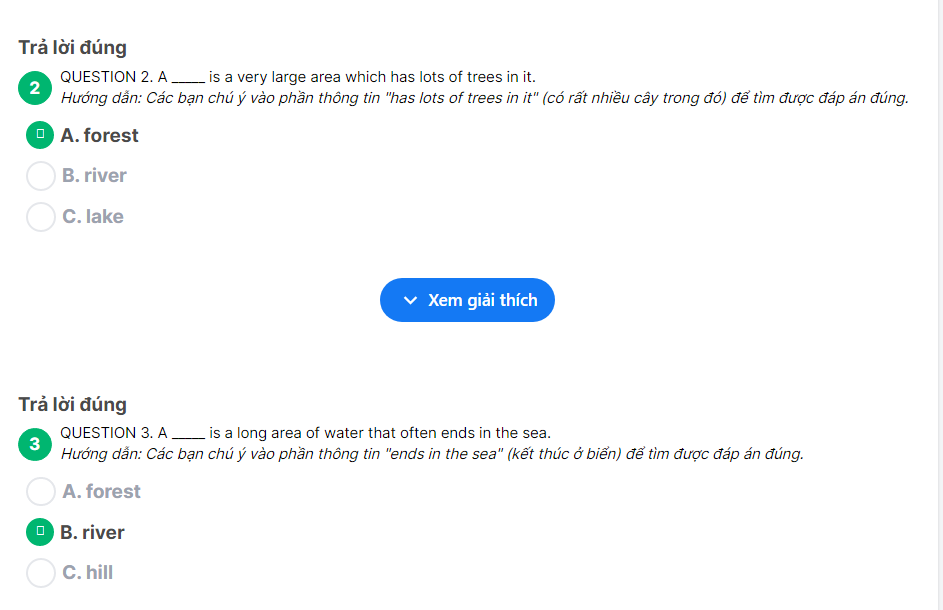 Trả lời đúng
2
QUESTION 2. A _____ is a very large area which has lots of trees in it.
Hướng dẫn: Các bạn chú ý vào phần thông tin "has lots of trees in it" (có rất nhiều cây trong đó) để tìm được đáp án đúng.
A. forest
B. river
C. lake
Xem giải thích
Trả lời đúng
3
QUESTION 3. A _____ is a long area of water that often ends in the sea.
Hướng dẫn: Các bạn chú ý vào phần thông tin "ends in the sea" (kết thúc ở biển) để tìm được đáp án đúng.
A. forest
B. river
C. hill